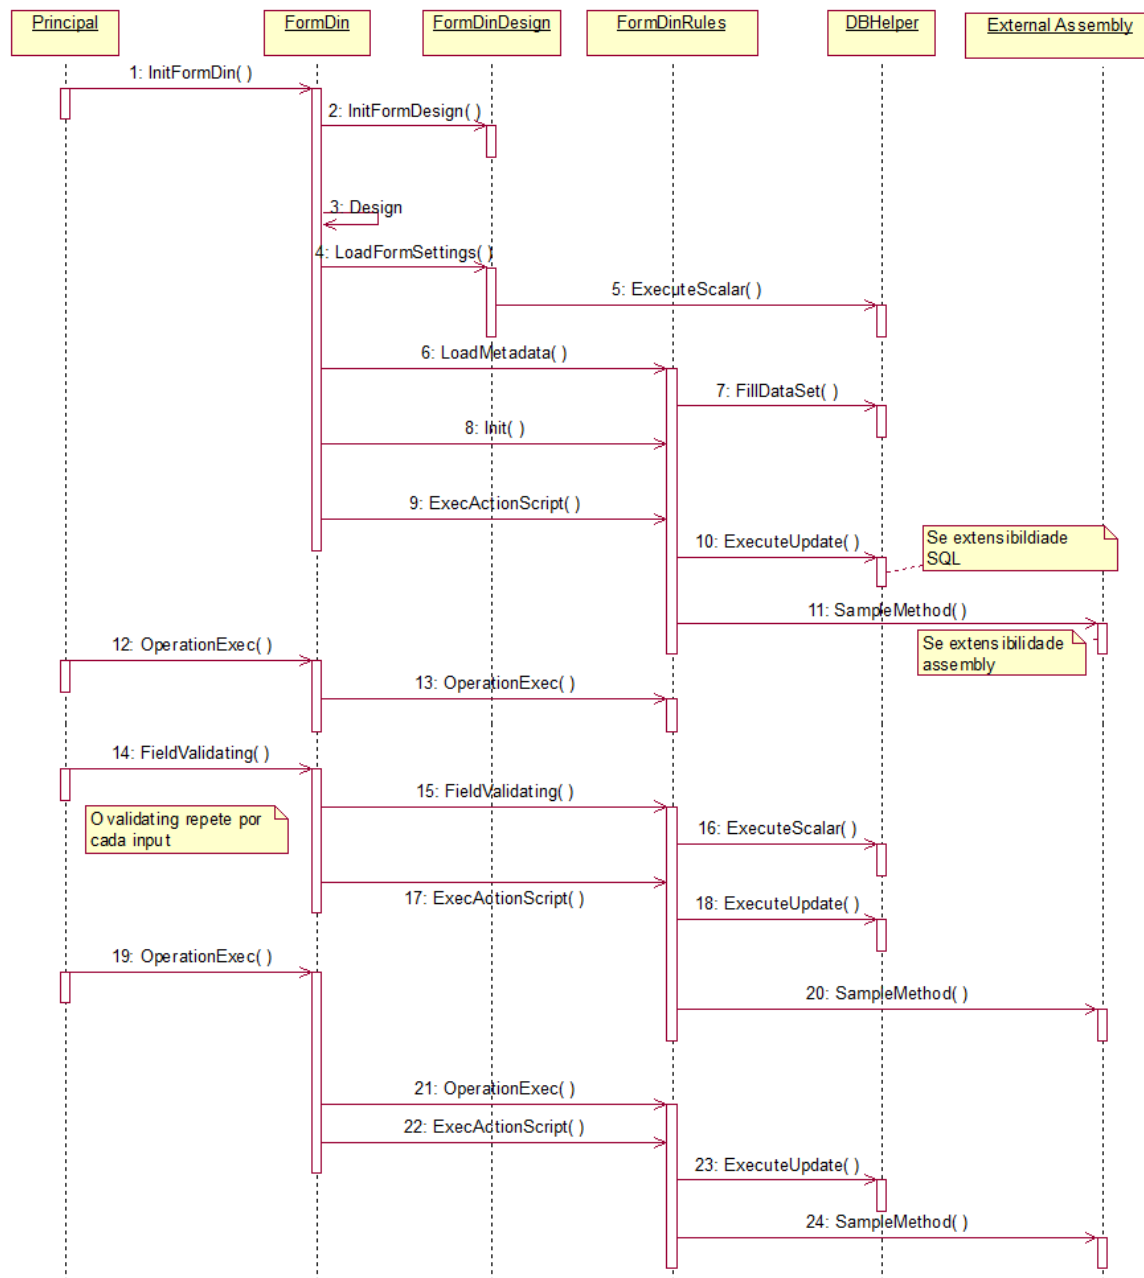 Principal
FormDin
FormDinDesign
FormDinRules
DBHelper
External Assembly
1: InitFormDin( )
2: InitFormDesign( )
3: Design
4: LoadFormSettings( )
5: ExecuteScalar( )
6: LoadMetadata( )
7: FillDataSet( )
8: Init( )
9: ExecActionScript( )
10: ExecuteUpdate( )
Se extensibildiade
SQL
11: SampleMethod( )
Se extensibilidade
assembly
12: OperationExec( )
13: OperationExec( )
14: FieldValidating( )
15: FieldValidating( )
O validating repete por
cada input
16: ExecuteScalar( )
17: ExecActionScript( )
18: ExecuteUpdate( )
19: OperationExec( )
20: SampleMethod( )
21: OperationExec( )
22: ExecActionScript( )
23: ExecuteUpdate( )
24: SampleMethod( )